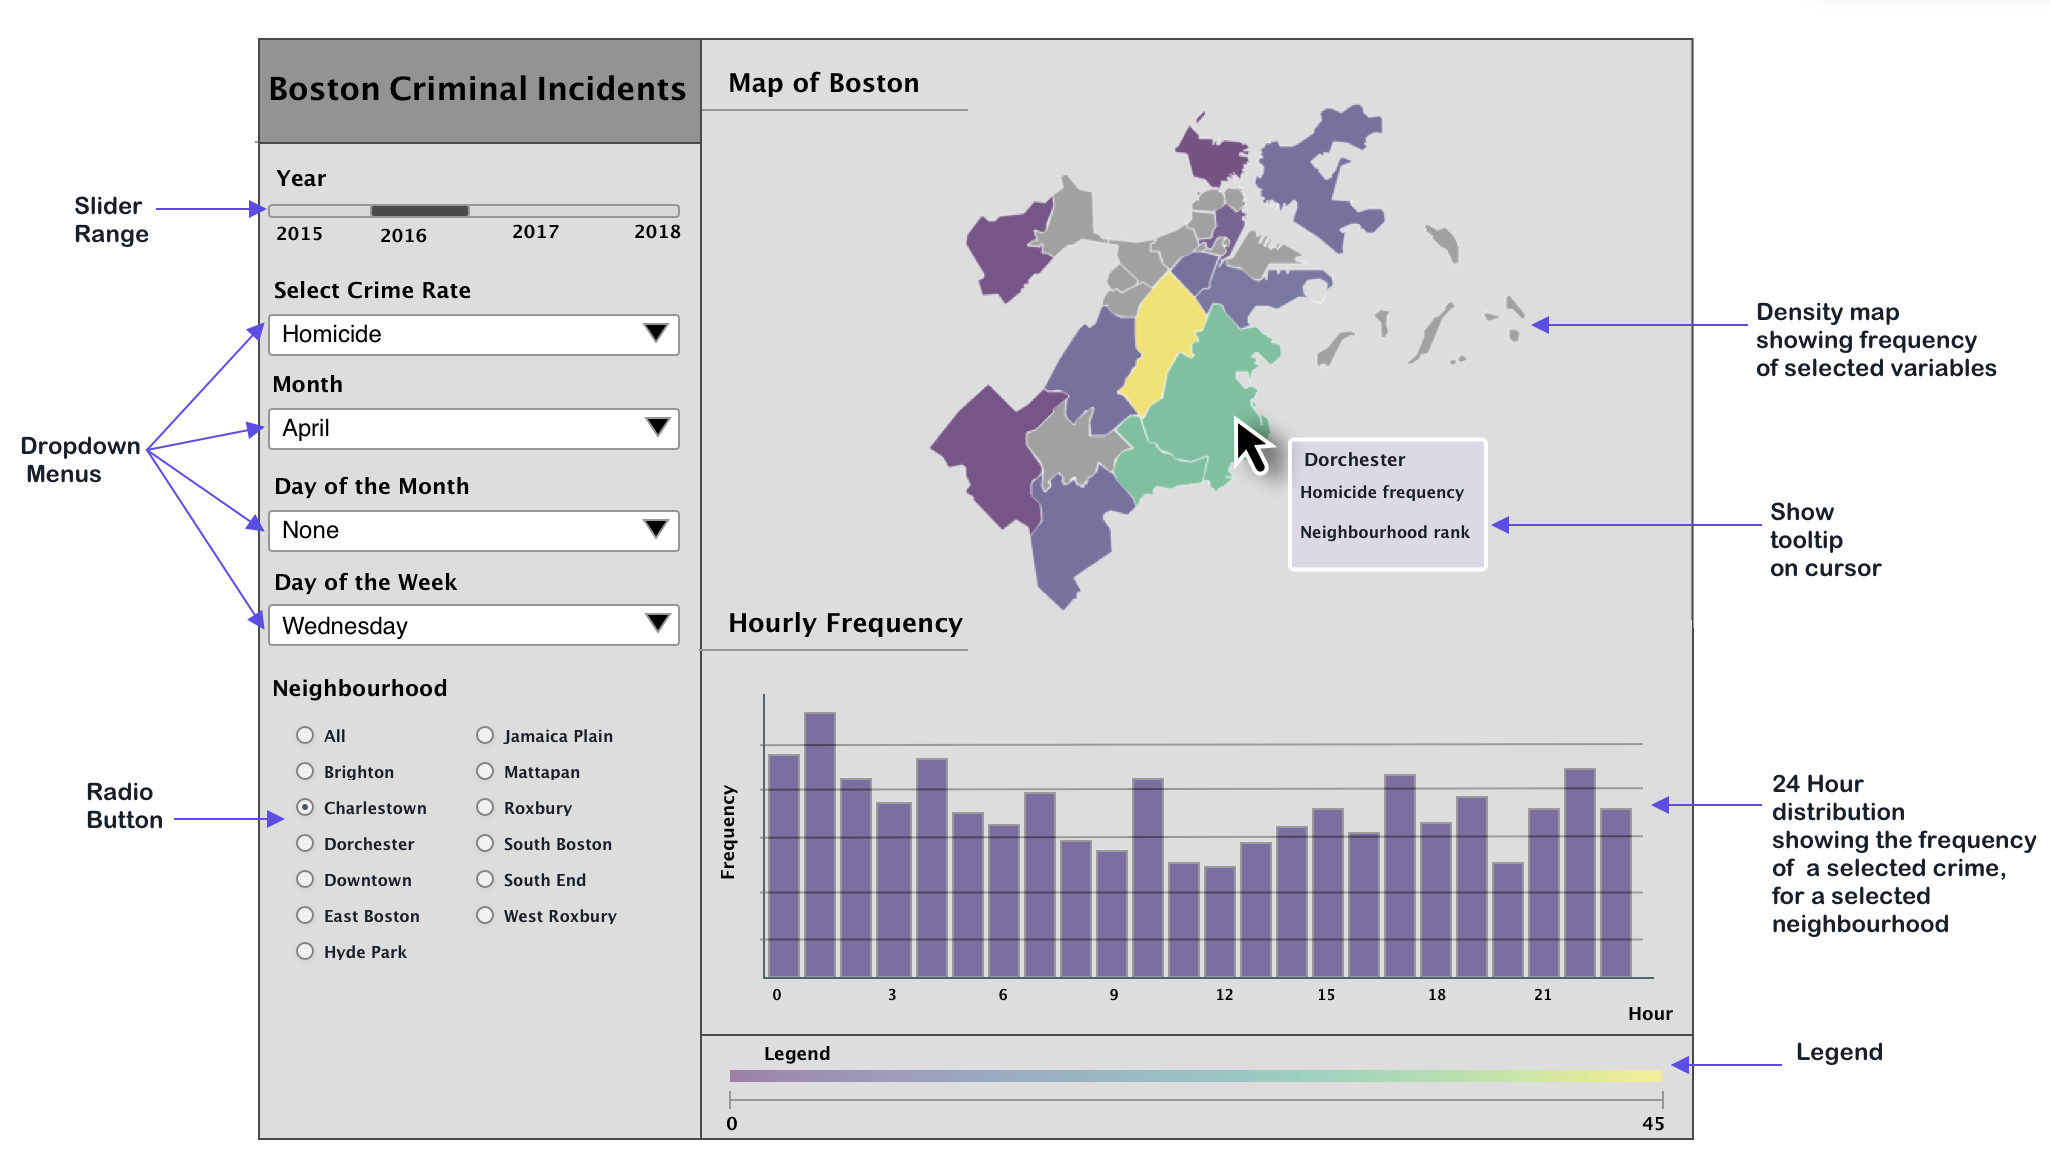 Boston Criminal Incidents
Slider
Range
Year
2015 2016 2017 2018
Select Crime Rate
Homicide
Month
April
Dropdown
Menus
Day of the Month
None
Day of the Week
Wednesday
Neighbourhood
Radio
Button
All
Brighton
Charlestown
Dorchester
Downtown
East Boston
Hyde Park
Jamaica Plain
Mattapan
Roxbury
South Boston
South End
West Roxbury
Map of Boston
Dorchester
Homicide frequency
Neighbourhood rank
Density map
showing frequency
of selected variables
Show
tooltip
on cursor
Hourly Frequency
Frequency
0 3 6 9 12 15 18 21
Hour
24 Hour
distribution
showing the frequency
of a selected crime,
for a selected
neighbourhood
Legend
0 45
Legend